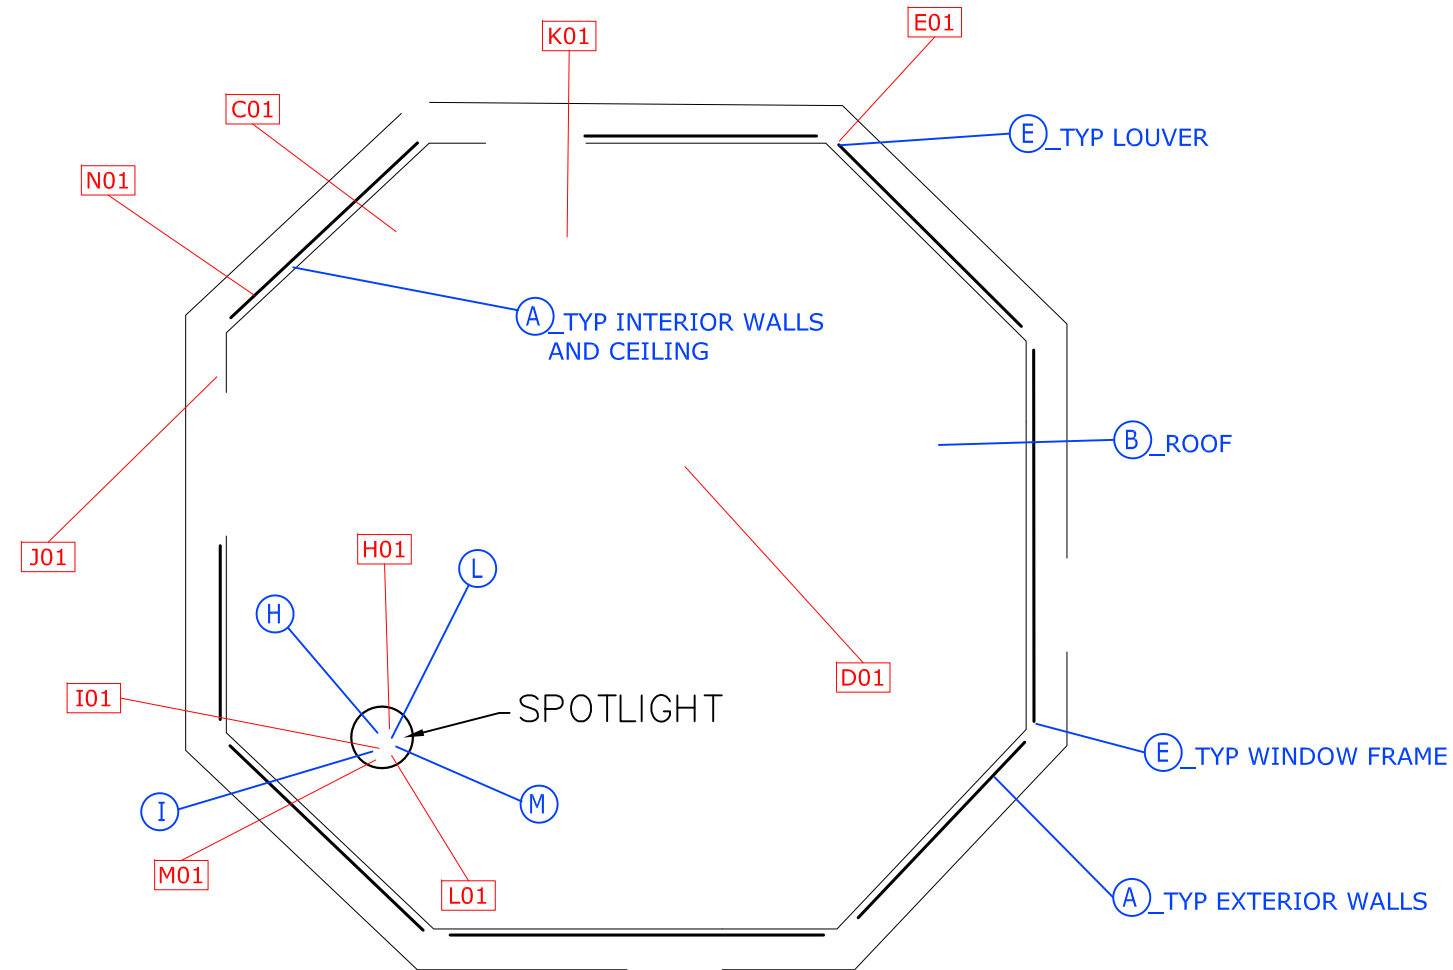 E01
K01
C01
E_TYP LOUVER
N01
A_TYP INTERIOR WALLS
AND CEILING
B_ROOF
J01
H01
L
H
D01
I01
SPOTLIGHT
E_TYP WINDOW FRAME
I
M
M01
L01
A_TYP EXTERIOR WALLS